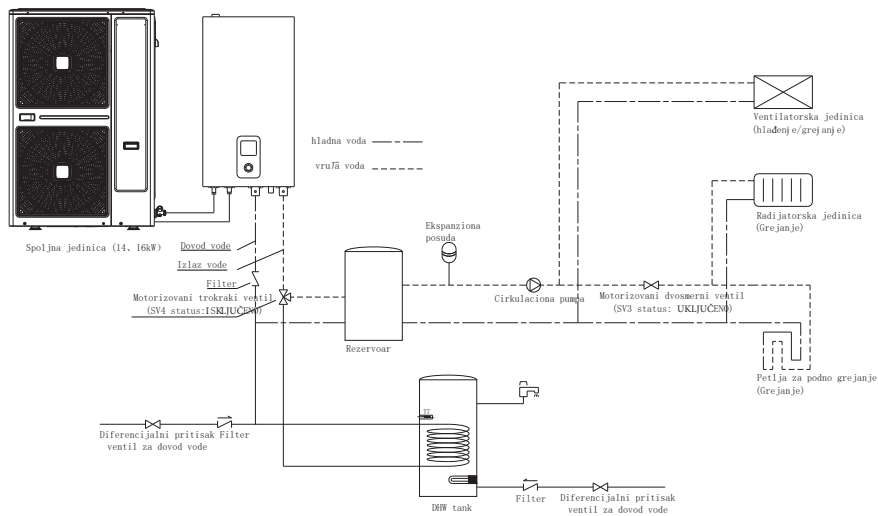 Ventilatorska jedinica
(hlađenje/grejanje)
hladna voda
vruća voda
Radijatorska jedinica
(Grejanje)
Spoljna jedinica (14、16kW)
Dovod vode
Izlaz vode
Filter
Motorizovani trokraki ventil
(SV4 status:ISKLJUČENO)
Ekspanziona
posuda
Cirkulaciona pumpa
Motorizovani dvosmerni ventil
(SV3 status: UKLJUČENO)
Rezervoar
Petlja za podno grejanje
(Grejanje)
T7
Diferencijalni pritisak Filter
ventil za dovod vode
DHW tank
Filter
Diferencijalni pritisak
ventil za dovod vode